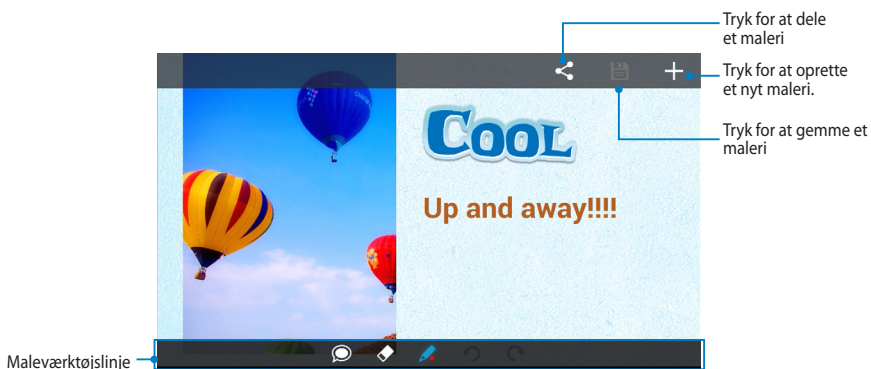 Tryk for at dele
et maleri
Tryk for at oprette
et nyt maleri.
Tryk for at gemme et
maleri
COOL
Up and away!!!!
Maleværktøjslinje